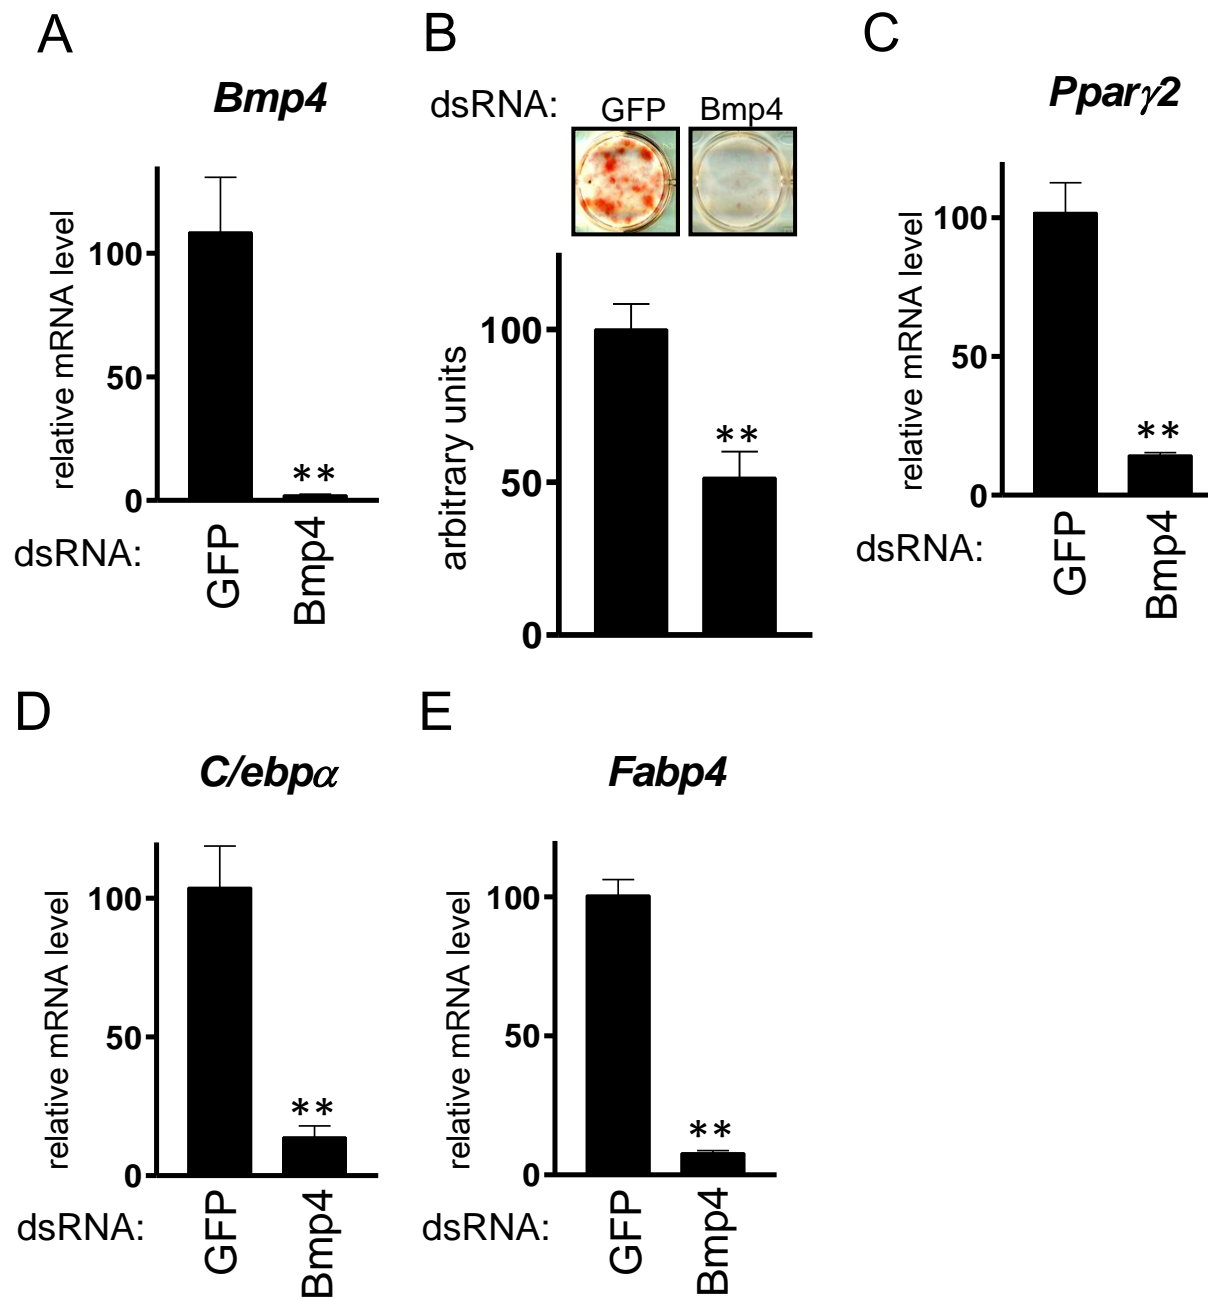 A
Bmp4
relative mRNA level
100
50
0
**
dsRNA:
GFP
Bmp4
B
dsRNA:
GFP
Bmp4
arbitrary units
100
50
0
**
C
Pparγ2
relative mRNA level
100
50
0
**
dsRNA:
GFP
Bmp4
D
C/ebpα
relative mRNA level
100
50
0
**
dsRNA:
GFP
Bmp4
E
Fabp4
relative mRNA level
100
50
0
**
dsRNA:
GFP
Bmp4